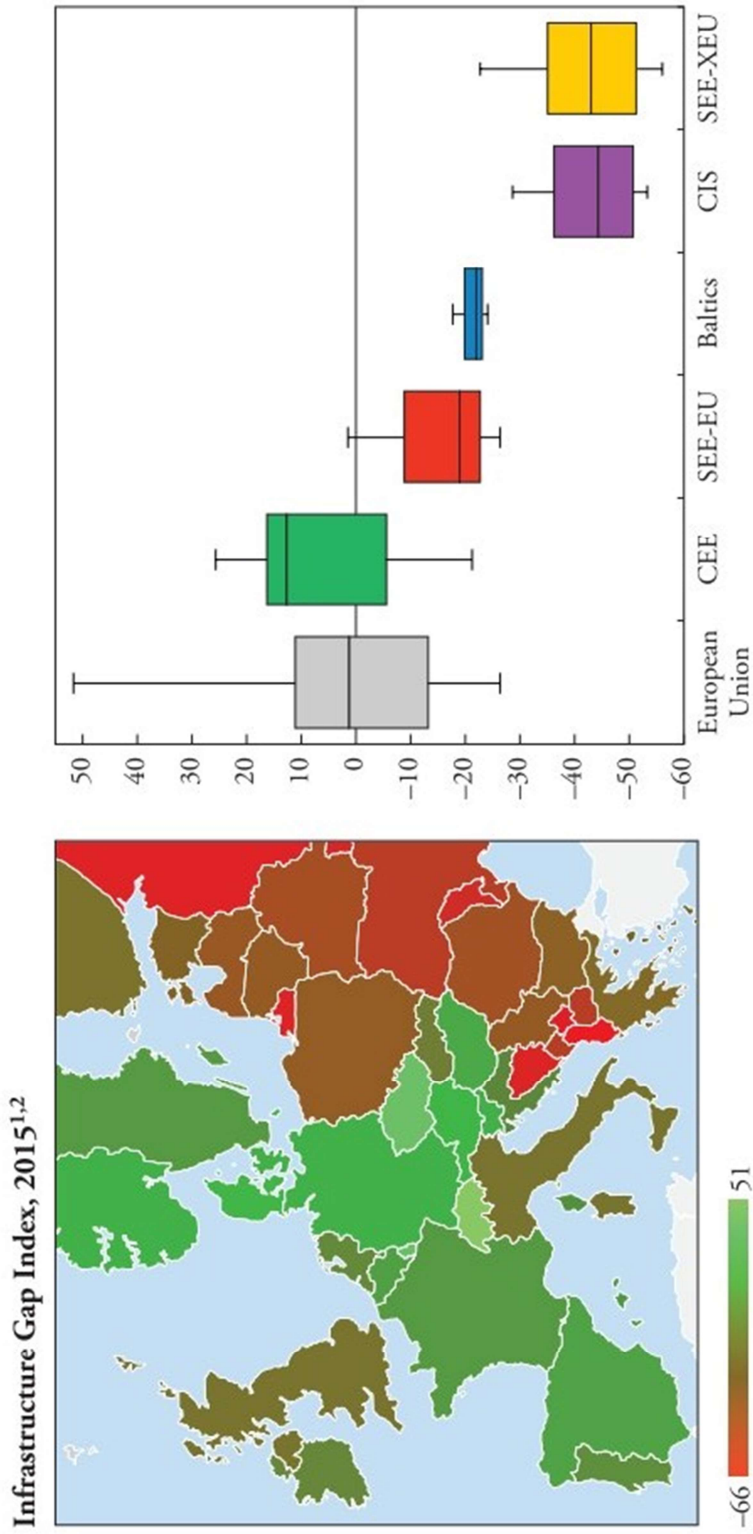 Infrastructure Gap Index, 2015¹,²
–66
51
50
40
30
20
10
0
–10
–20
–30
–40
–50
–60
European
Union
CEE
SEE-EU
Baltics
CIS
SEE-XEU